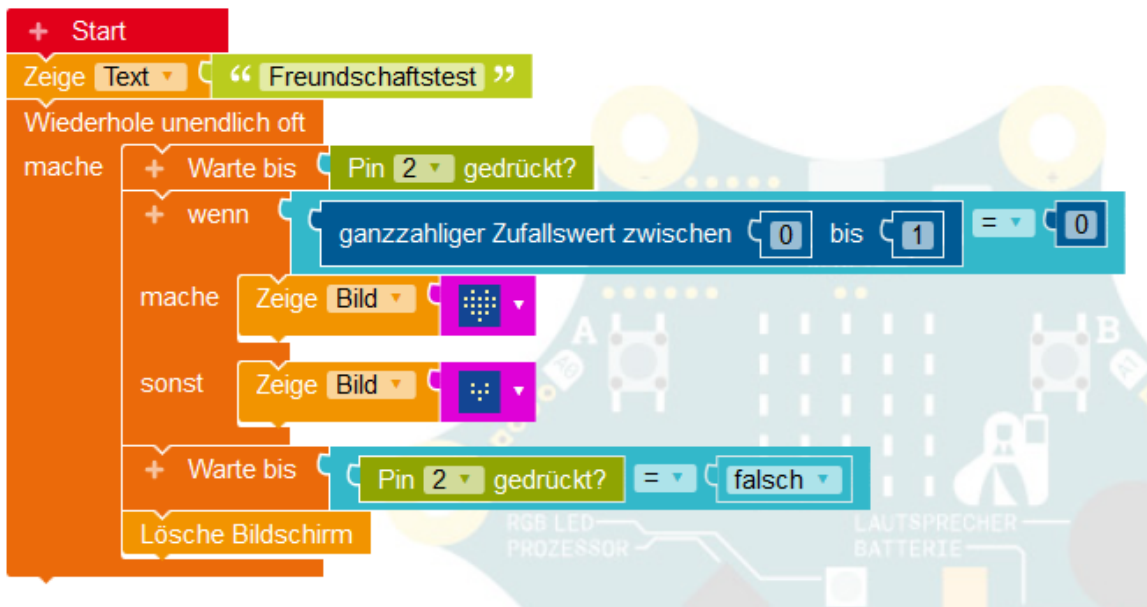 + Start
Zeige Text “ Freundschaftstest ”
Wiederhole unendlich oft
mache + Warte bis Pin 2 gedrückt?
+ wenn ganzzahliger Zufallswert zwischen 0 bis 1 = 0
mache Zeige Bild
sonst Zeige Bild
+ Warte bis Pin 2 gedrückt? = falsch
Lösche Bildschirm
- +
A B
A0 A1
RGB LED
PROZESSOR
LAUTSPRECHER
BATTERIE